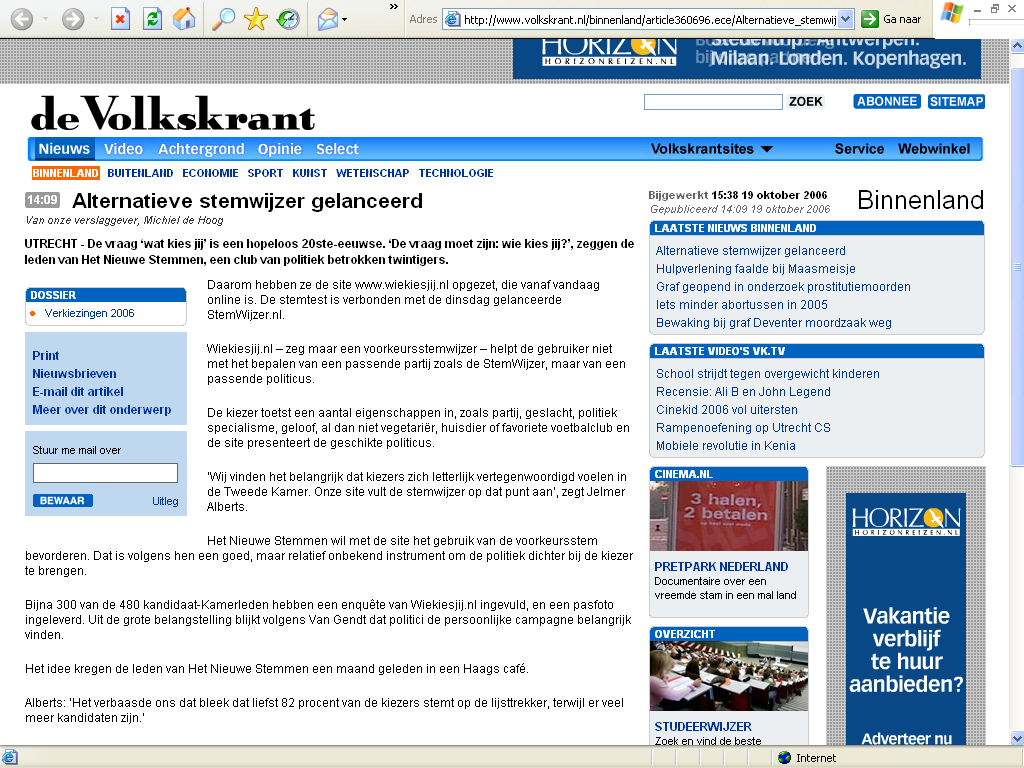 Adres
http://www.volkskrant.nl/binnenland/article360696.ece/Alternatieve_stemwij
Ga naar
HORIZON
HORIZONREIZEN.NL
Stedentrip: Antwerpen.
Milaan. Londen. Kopenhagen.
de Volkskrant
ZOEK
ABONNEE
SITEMAP
Nieuws Video Achtergrond Opinie Select
Volkskrantsites
Service
Webwinkel
BINNENLAND BUITENLAND ECONOMIE SPORT KUNST WETENSCHAP TECHNOLOGIE
14:09 Alternatieve stemwijzer gelanceerd
Van onze verslaggever, Michiel de Hoog
UTRECHT - De vraag ‘wat kies jij’ is een hopeloos 20ste-eeuwse. ‘De vraag moet zijn: wie kies jij?’, zeggen de
leden van Het Nieuwe Stemmen, een club van politiek betrokken twintigers.
DOSSIER
Verkiezingen 2006
Print
Nieuwsbrieven
E-mail dit artikel
Meer over dit onderwerp
Stuur me mail over
BEWAAR
Uitleg
Daarom hebben ze de site www.wiekiesjij.nl opgezet, die vanaf vandaag
online is. De stemtest is verbonden met de dinsdag gelanceerde
StemWijzer.nl.
Wiekiesjij.nl – zeg maar een voorkeursstemwijzer – helpt de gebruiker niet
met het bepalen van een passende partij zoals de StemWijzer, maar van een
passende politicus.
De kiezer toetst een aantal eigenschappen in, zoals partij, geslacht, politiek
specialisme, geloof, al dan niet vegetariër, huisdier of favoriete voetbalclub en
de site presenteert de geschikte politicus.
'Wij vinden het belangrijk dat kiezers zich letterlijk vertegenwoordigd voelen in
de Tweede Kamer. Onze site vult de stemwijzer op dat punt aan', zegt Jelmer
Alberts.
Het Nieuwe Stemmen wil met de site het gebruik van de voorkeursstem
bevorderen. Dat is volgens hen een goed, maar relatief onbekend instrument om de politiek dichter bij de kiezer
te brengen.
Bijna 300 van de 480 kandidaat-Kamerleden hebben een enquête van Wiekiesjij.nl ingevuld, en een pasfoto
ingeleverd. Uit de grote belangstelling blijkt volgens Van Gendt dat politici de persoonlijke campagne belangrijk
vinden.
Het idee kregen de leden van Het Nieuwe Stemmen een maand geleden in een Haags café.
Alberts: 'Het verbaasde ons dat bleek dat liefst 82 procent van de kiezers stemt op de lijsttrekker, terwijl er veel
meer kandidaten zijn.'
Bijgewerkt 15:38 19 oktober 2006
Gepubliceerd 14:09 19 oktober 2006
Binnenland
LAATSTE NIEUWS BINNENLAND
Alternatieve stemwijzer gelanceerd
Hulpverlening faalde bij Maasmeisje
Graf geopend in onderzoek prostitutiemoorden
Iets minder abortussen in 2005
Bewaking bij graf Deventer moordzaak weg
LAATSTE VIDEO'S VK.TV
School strijdt tegen overgewicht kinderen
Recensie: Ali B en John Legend
Cinekid 2006 vol uitersten
Rampenoefening op Utrecht CS
Mobiele revolutie in Kenia
CINEMA.NL
3 halen,
2 betalen
PRETPARK NEDERLAND
Documentaire over een
vreemde stam in een mal land
OVERZICHT
STUDEERWIJZER
Zoek en vind de beste
HORIZON
HORIZONREIZEN.NL
Vakantie
verblijf
te huur
aanbieden?
Adverteer nu
Internet